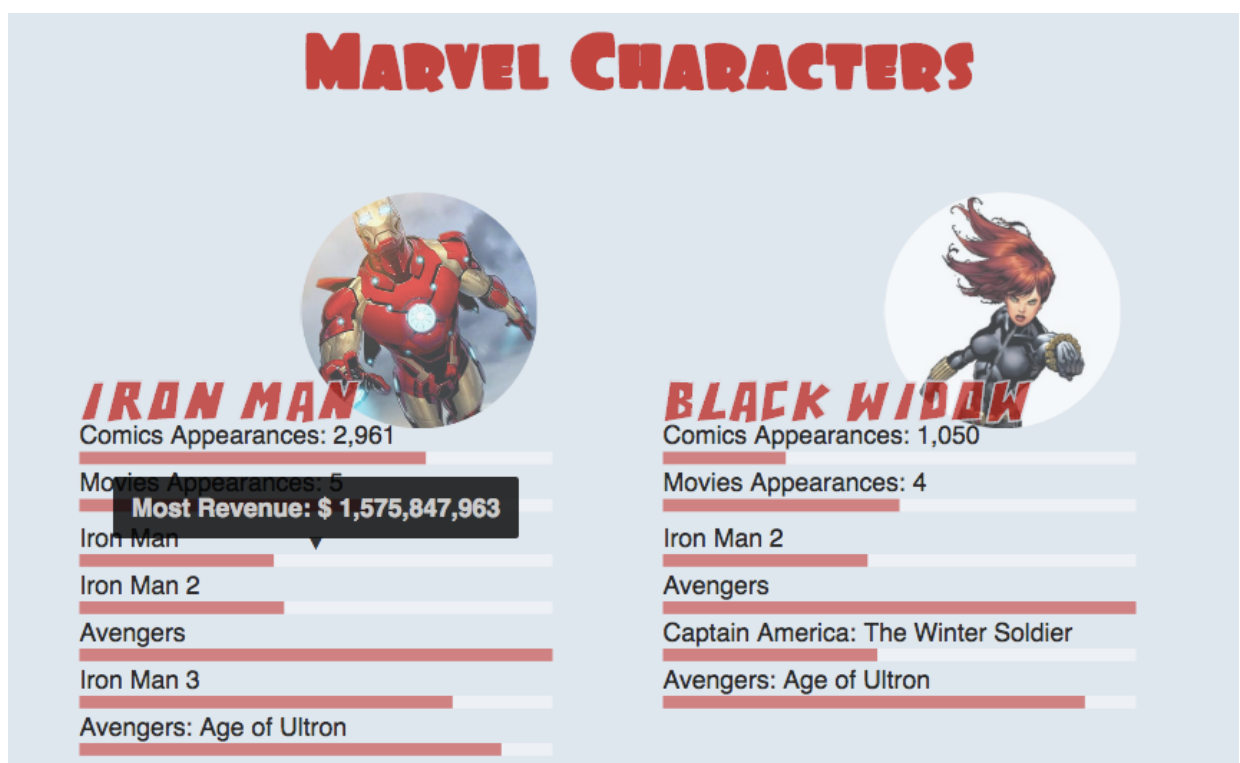 MARVEL CHARACTERS
IRON MAN
Comics Appearances: 2,961
Movies Appearances: 5
Most Revenue: $ 1,575,847,963
Iron Man
Iron Man 2
Avengers
Iron Man 3
Avengers: Age of Ultron
BLACK WIDOW
Comics Appearances: 1,050
Movies Appearances: 4
Iron Man 2
Avengers
Captain America: The Winter Soldier
Avengers: Age of Ultron